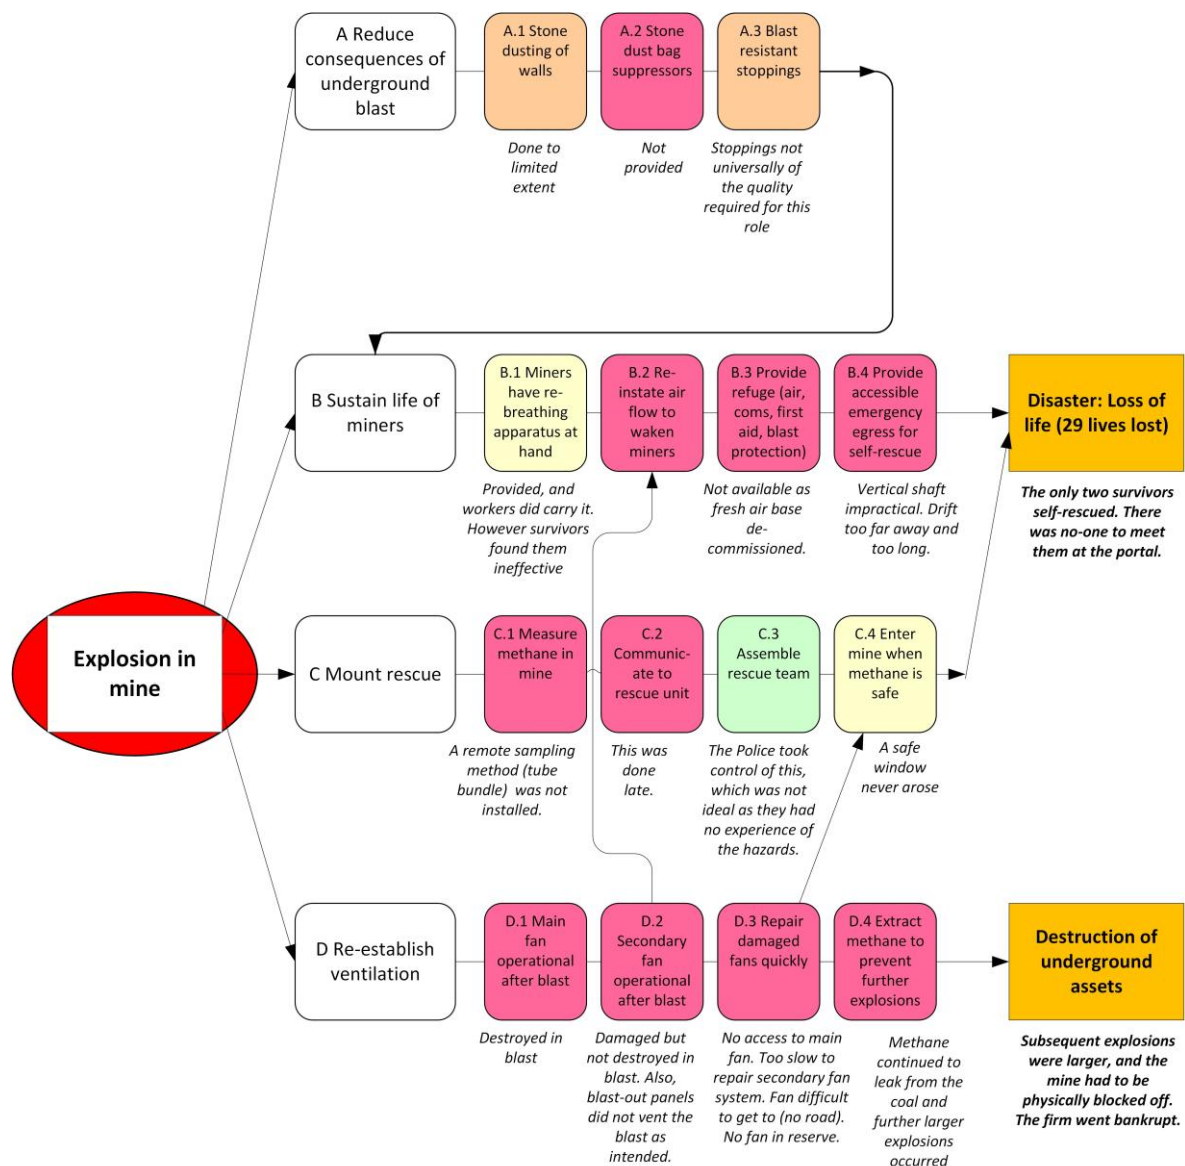 A Reduce
consequences of
underground
blast
A.1 Stone
dusting of
walls
A.2 Stone
dust bag
suppressors
A.3 Blast
resistant
stoppings
Done to
limited
extent
Not
provided
Stoppings not
universally of
the quality
required for this
role
B Sustain life of
miners
B.1 Miners
have re-
breathing
apparatus at
hand
B.2 Re-
instate air
flow to
waken
miners
B.3 Provide
refuge (air,
coms, first
aid, blast
protection)
B.4 Provide
accessible
emergency
egress for
self-rescue
Disaster: Loss of
life (29 lives lost)
Provided, and
workers did carry it.
However survivors
found them
ineffective
Not available as
fresh air base
de-
commissioned.
Vertical shaft
impractical. Drift
too far away and
too long.
The only two survivors
self-rescued. There
was no-one to meet
them at the portal.
Explosion in
mine
C Mount rescue
C.1 Measure
methane in
mine
C.2
Communic-
ate to
rescue unit
C.3
Assemble
rescue team
C.4 Enter
mine when
methane is
safe
A remote sampling
method (tube
bundle) was not
installed.
This was
done
late.
The Police took
control of this,
which was not
ideal as they had
no experience of
the hazards.
A safe
window
never arose
D Re-establish
ventilation
D.1 Main
fan
operational
after blast
D.2
Secondary
fan
operational
after blast
D.3 Repair
damaged
fans quickly
D.4 Extract
methane to
prevent
further
explosions
Destruction of
underground
assets
Destroyed in
blast
Damaged but
not destroyed in
blast. Also,
blast-out panels
did not vent the
blast as
intended.
No access to main
fan. Too slow to
repair secondary fan
system. Fan difficult
to get to (no road).
No fan in reserve.
Methane
continued to
leak from the
coal and
further larger
explosions
occurred
Subsequent explosions
were larger, and the
mine had to be
physically blocked off.
The firm went bankrupt.